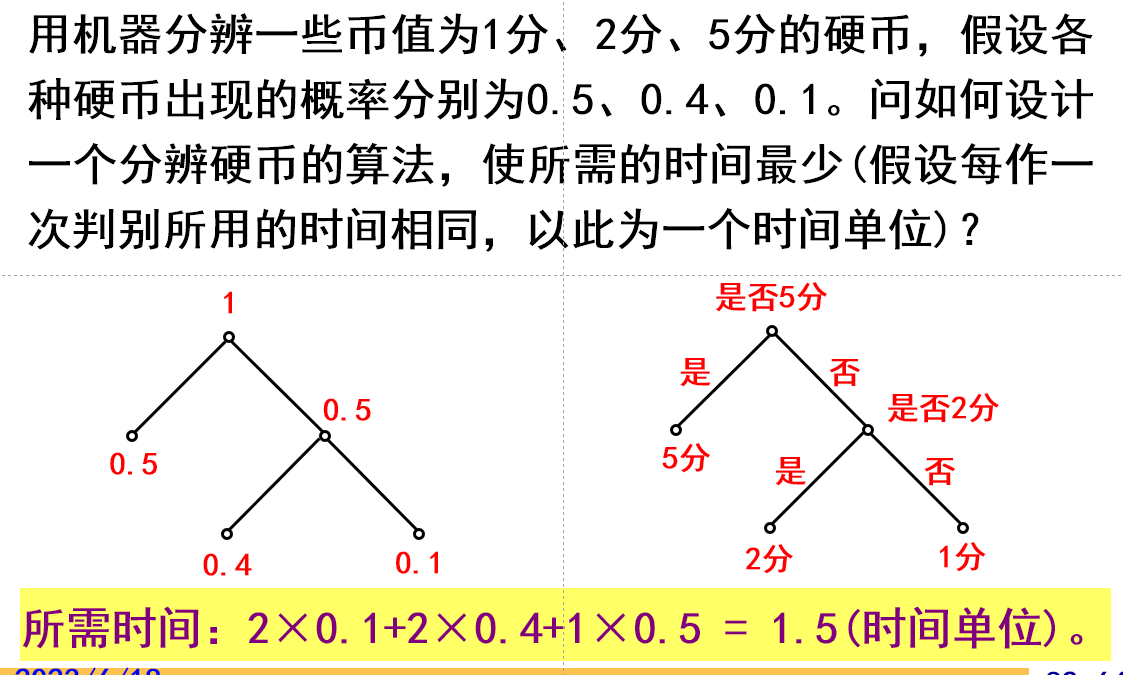 用机器分辨一些币值为1分、2分、5分的硬币，假设各
种硬币出现的概率分别为0.5、0.4、0.1。问如何设计
一个分辨硬币的算法，使所需的时间最少(假设每作一
次判别所用的时间相同，以此为一个时间单位)？
1
0.5
0.5
0.4
0.1
是否5分
是
否
是否2分
5分
是
否
2分
1分
所需时间：2×0.1+2×0.4+1×0.5 = 1.5(时间单位)。